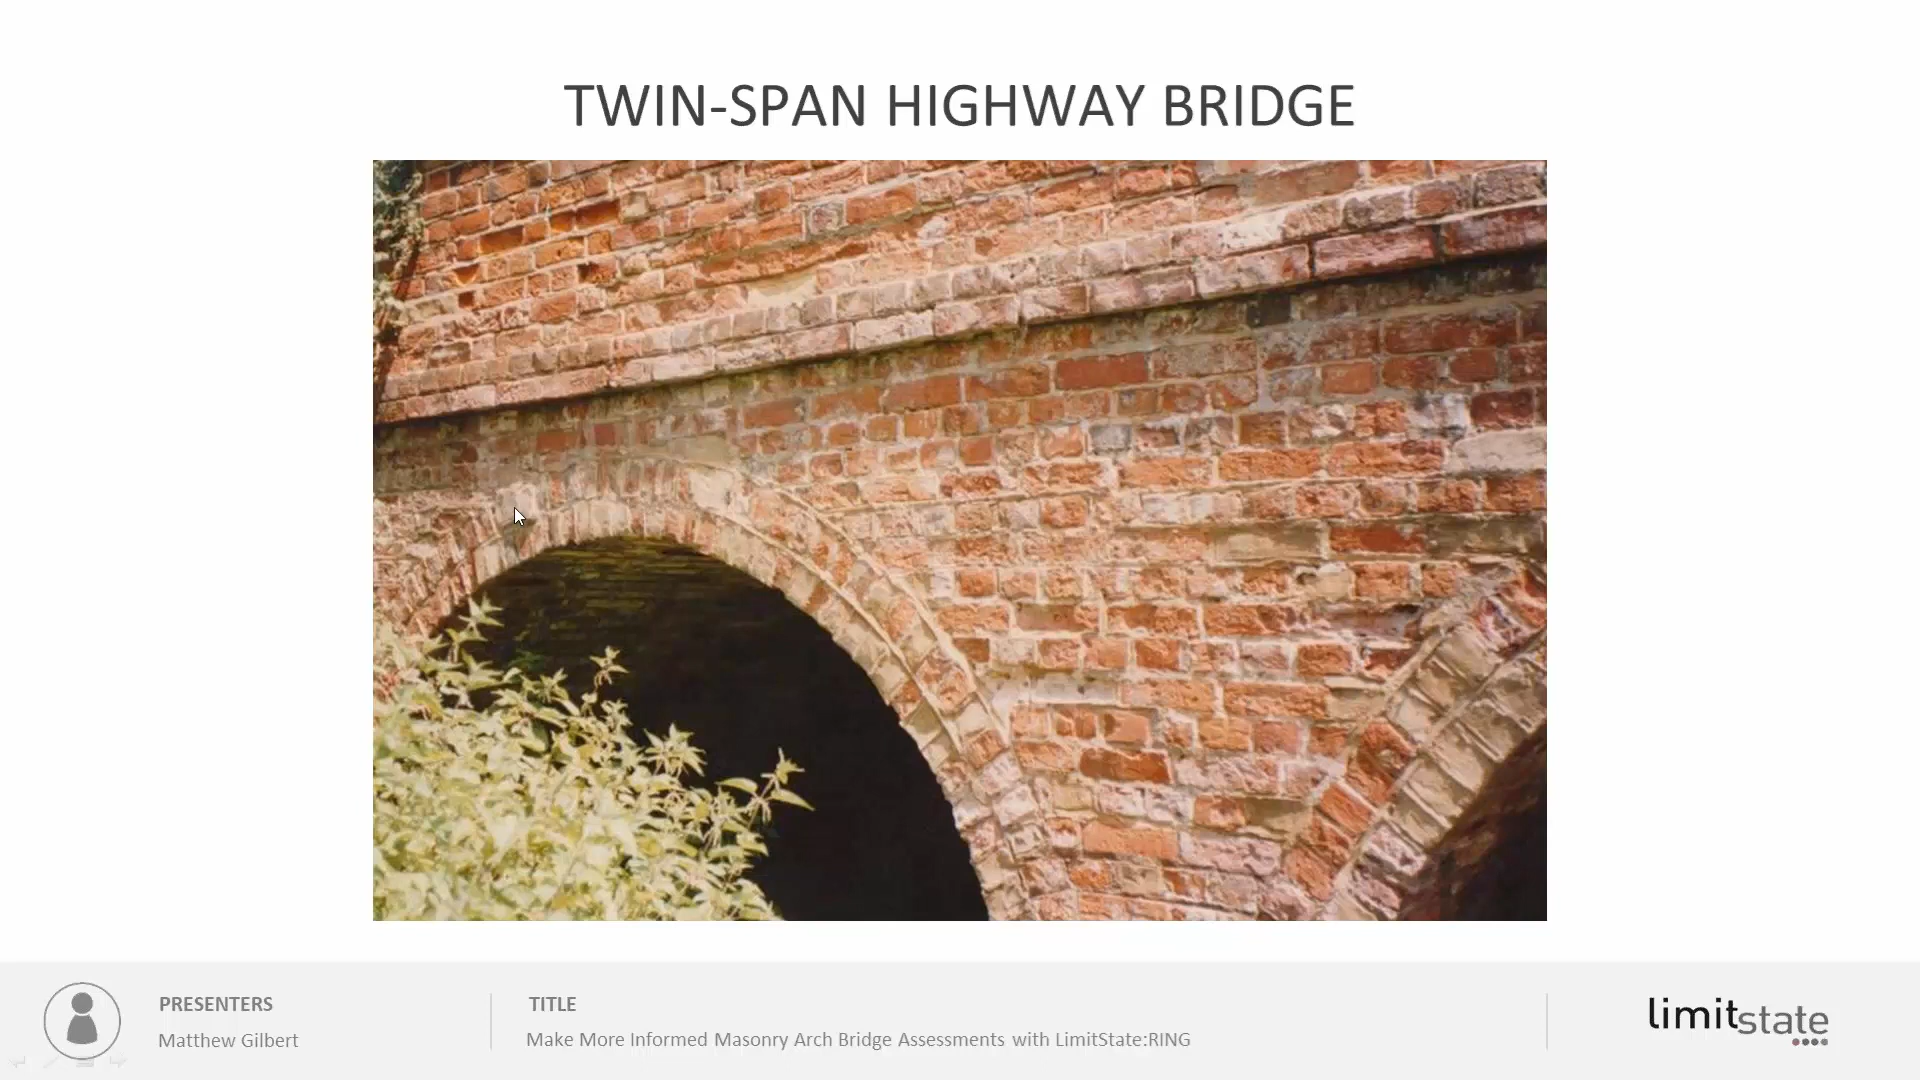 TWIN-SPAN HIGHWAY BRIDGE
PRESENTERS
Matthew Gilbert
TITLE
Make More Informed Masonry Arch Bridge Assessments with LimitState:RING
limitstate